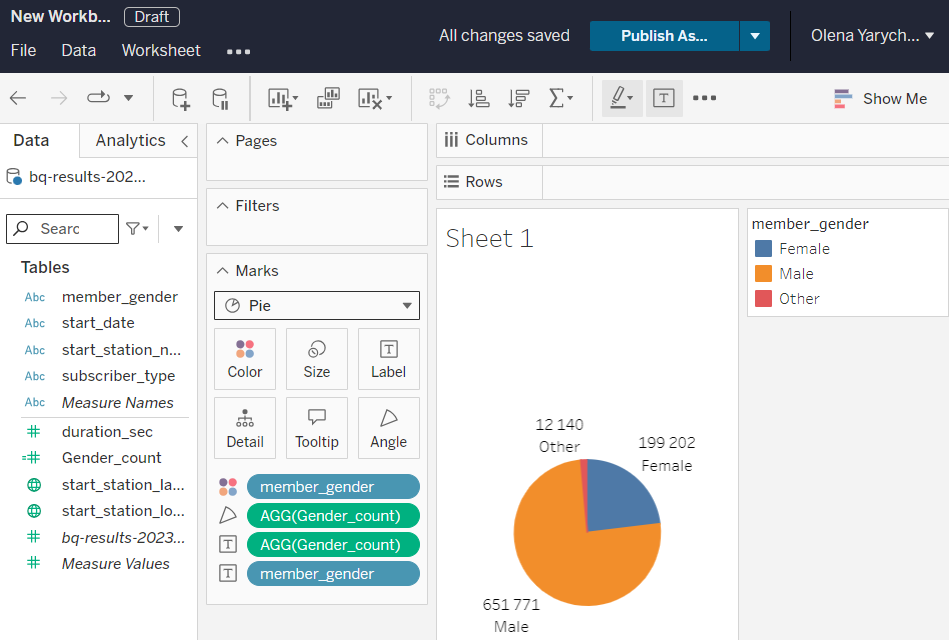 New Workb... Draft
File Data Worksheet
All changes saved
Publish As...
Olena Yarych...
Show Me
Data Analytics
bq-results-202...
Searc
Tables
Abc member_gender
Abc start_date
Abc start_station_n...
Abc subscriber_type
Abc Measure Names
duration_sec
Gender_count
start_station_la...
start_station_lo...
bq-results-2023...
Measure Values
Pages
Filters
Marks
Pie
Color Size Label
Detail Tooltip Angle
member_gender
AGG(Gender_count)
AGG(Gender_count)
member_gender
Columns
Rows
Sheet 1
12 140
Other
199 202
Female
651 771
Male
member_gender
Female
Male
Other